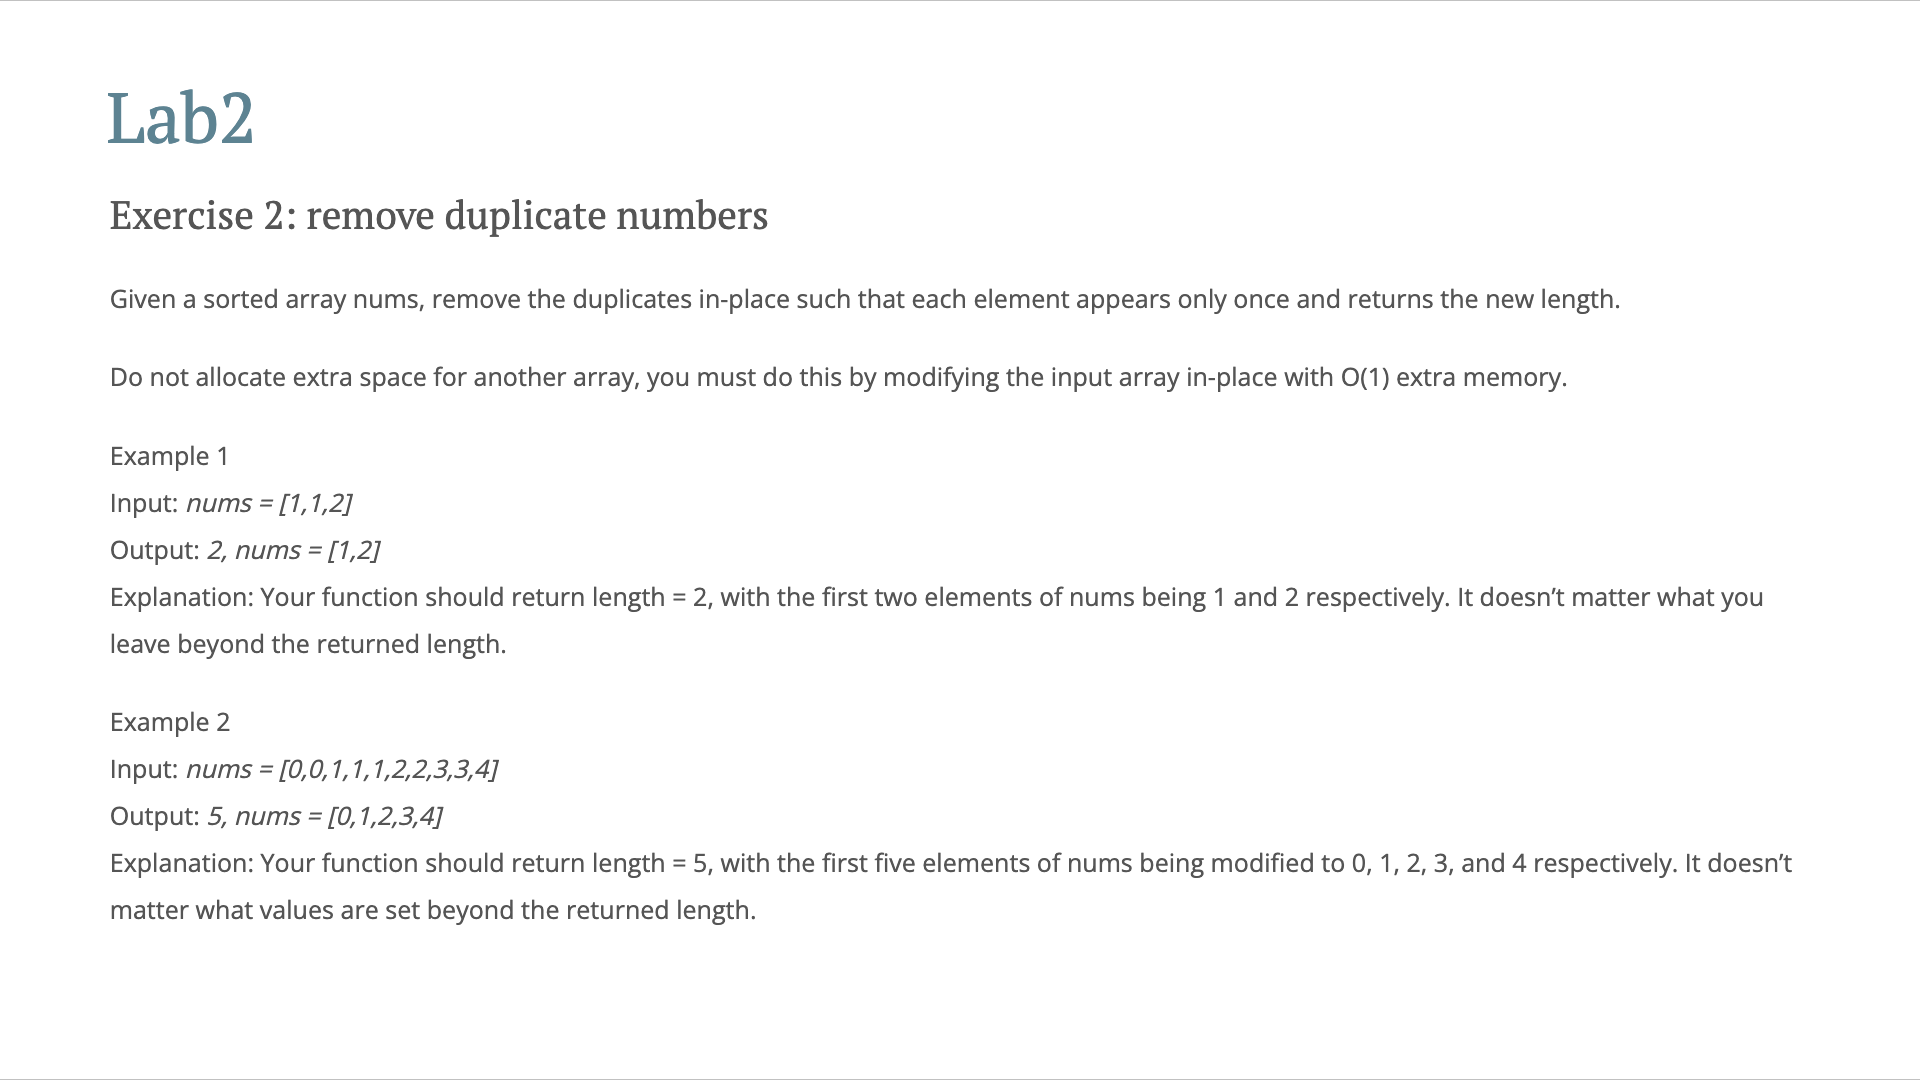 Lab2
Exercise 2: remove duplicate numbers
Given a sorted array nums, remove the duplicates in-place such that each element appears only once and returns the new length.
Do not allocate extra space for another array, you must do this by modifying the input array in-place with O(1) extra memory.
Example 1
Input: nums = [1,1,2]
Output: 2, nums = [1,2]
Explanation: Your function should return length = 2, with the first two elements of nums being 1 and 2 respectively. It doesn’t matter what you
leave beyond the returned length.
Example 2
Input: nums = [0,0,1,1,1,2,2,3,3,4]
Output: 5, nums = [0,1,2,3,4]
Explanation: Your function should return length = 5, with the first five elements of nums being modified to 0, 1, 2, 3, and 4 respectively. It doesn’t
matter what values are set beyond the returned length.